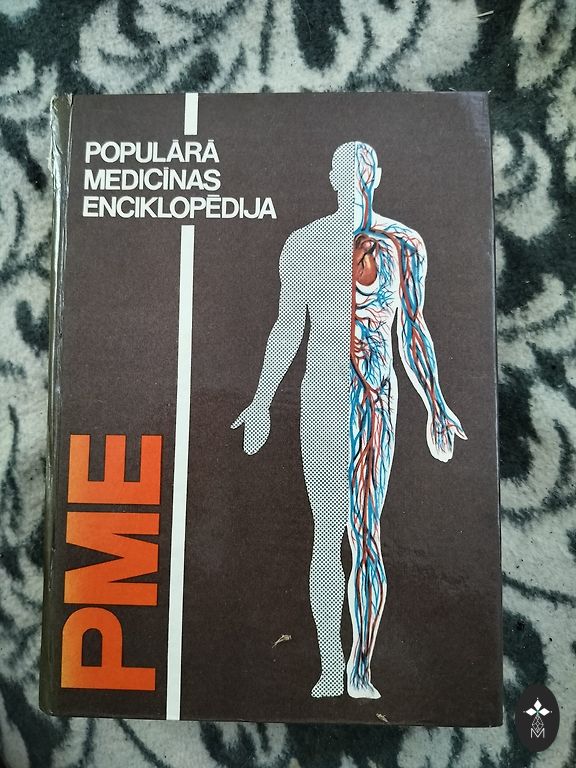 POPULĀRĀ
MEDICĪNAS
ENCIKLOPĒDIJA
PME